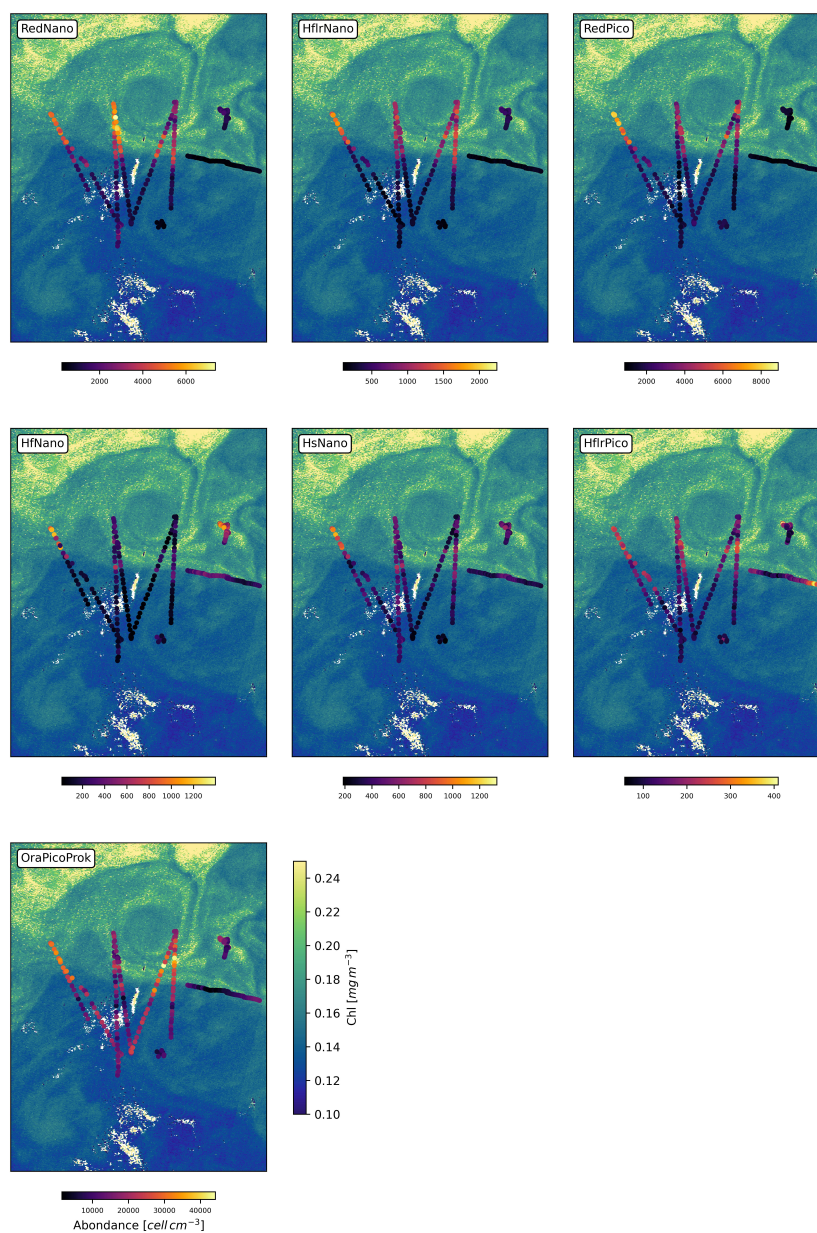 RedNano
HflrNano
RedPico
2000 4000 6000
500 1000 1500 2000
2000 4000 6000 8000
HfNano
HsNano
HflrPico
200 400 600 800 1000 1200
200 400 600 800 1000 1200
100 200 300 400
OraPicoProk
0.24
0.22
0.20
0.18
0.16
0.14
0.12
0.10
Chl [mg m⁻³]
10000 20000 30000 40000
Abondance [cell cm⁻³]